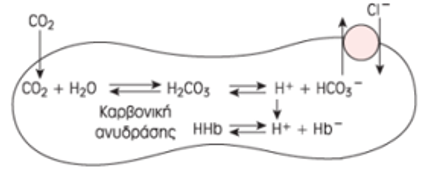 CO₂ Cl⁻
CO₂ + H₂O ⇌ H₂CO₃ ⇌ H⁺ + HCO₃⁻
Καρβονική
ανυδράσης HHb ⇌ H⁺ + Hb⁻